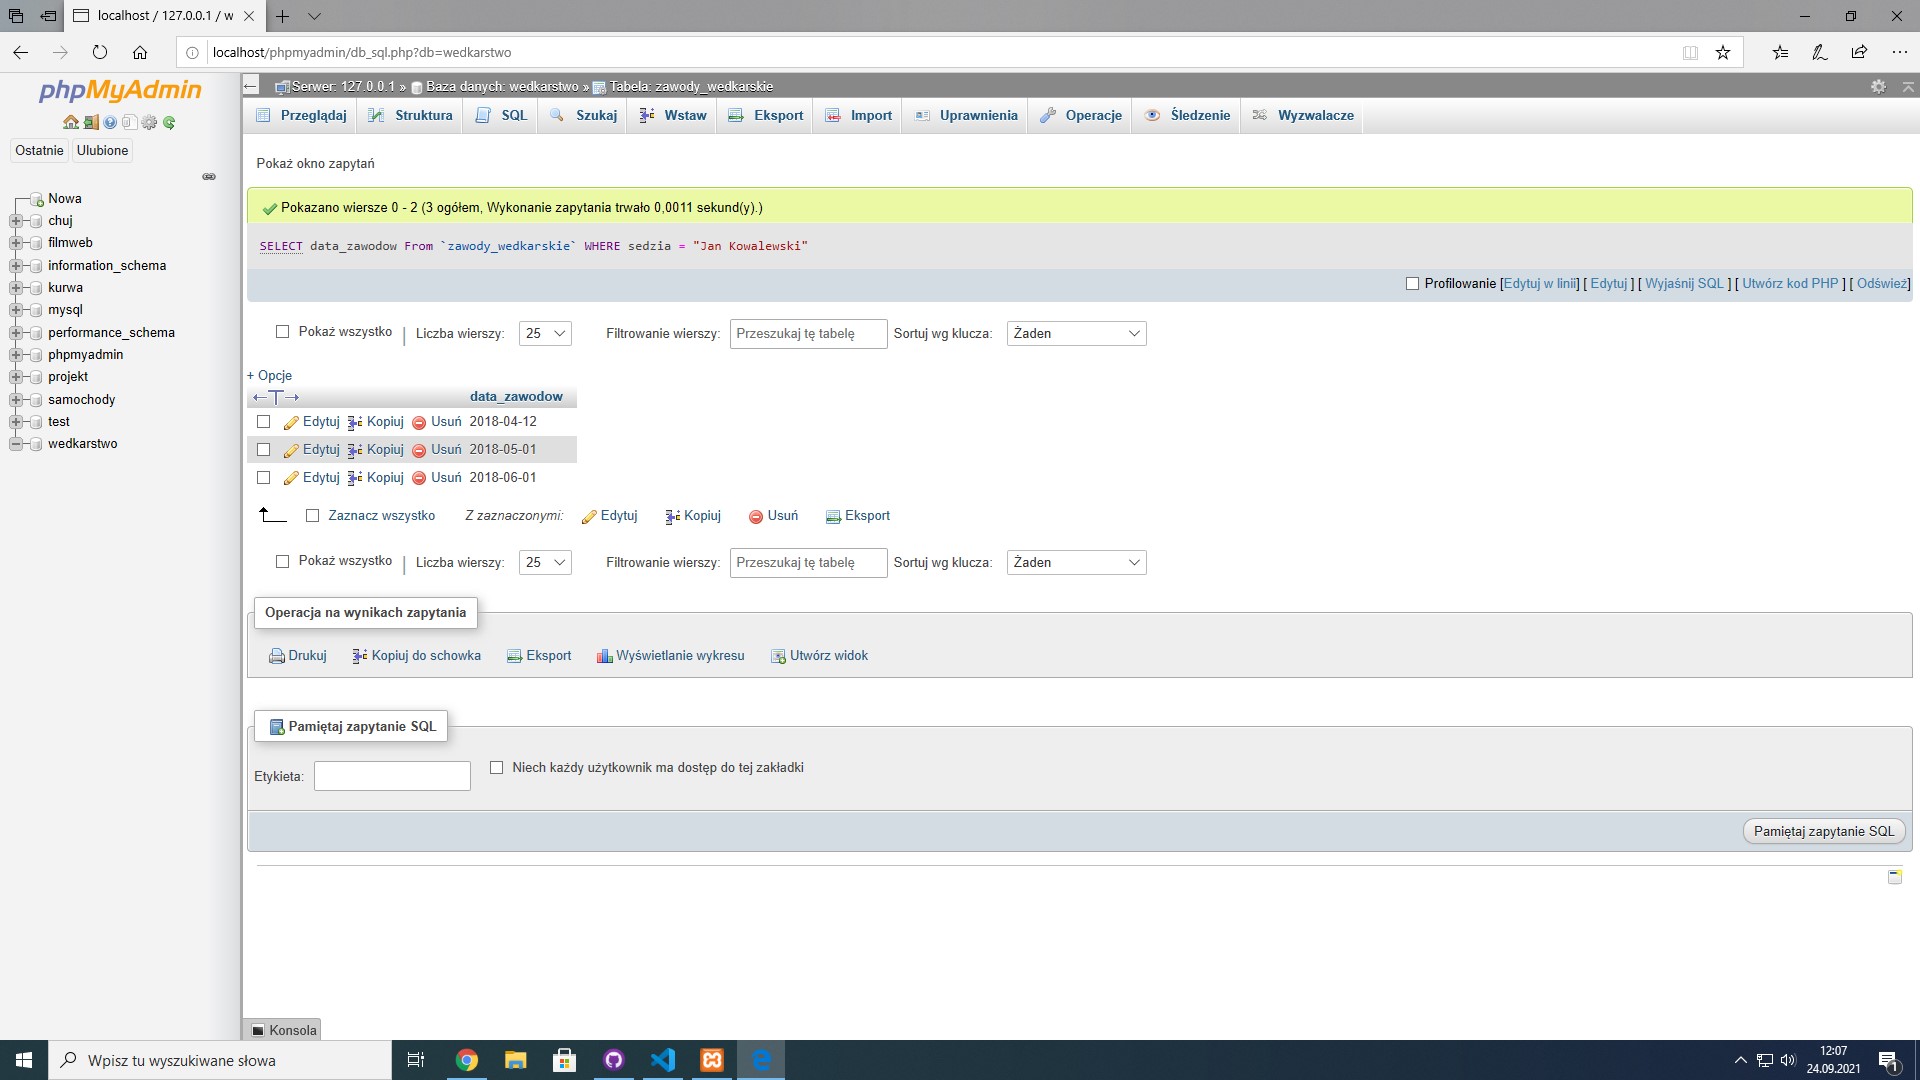 localhost / 127.0.0.1 / w
localhost/phpmyadmin/db_sql.php?db=wedkarstwo
phpMyAdmin
Ostatnie Ulubione
Nowa
chuj
filmweb
information_schema
kurwa
mysql
performance_schema
phpmyadmin
projekt
samochody
test
wedkarstwo
Serwer: 127.0.0.1 » Baza danych: wedkarstwo » Tabela: zawody_wedkarskie
Przeglądaj Struktura SQL Szukaj Wstaw Eksport Import Uprawnienia Operacje Śledzenie Wyzwalacze
Pokaż okno zapytań
Pokazano wiersze 0 - 2 (3 ogółem, Wykonanie zapytania trwało 0,0011 sekund(y).)
SELECT data_zawodow From `zawody_wedkarskie` WHERE sedzia = "Jan Kowalewski"
Profilowanie [Edytuj w linii] [ Edytuj ] [ Wyjaśnij SQL ] [ Utwórz kod PHP ] [ Odśwież]
Pokaż wszystko | Liczba wierszy: 25 Filtrowanie wierszy: Przeszukaj tę tabelę Sortuj wg klucza: Żaden
+ Opcje
←T→ data_zawodow
Edytuj Kopiuj Usuń 2018-04-12
Edytuj Kopiuj Usuń 2018-05-01
Edytuj Kopiuj Usuń 2018-06-01
Zaznacz wszystko Z zaznaczonymi: Edytuj Kopiuj Usuń Eksport
Pokaż wszystko | Liczba wierszy: 25 Filtrowanie wierszy: Przeszukaj tę tabelę Sortuj wg klucza: Żaden
Operacja na wynikach zapytania
Drukuj Kopiuj do schowka Eksport Wyświetlanie wykresu Utwórz widok
Pamiętaj zapytanie SQL
Etykieta: Niech każdy użytkownik ma dostęp do tej zakładki
Pamiętaj zapytanie SQL
Konsola
Wpisz tu wyszukiwane słowa
12:07
24.09.2021
1